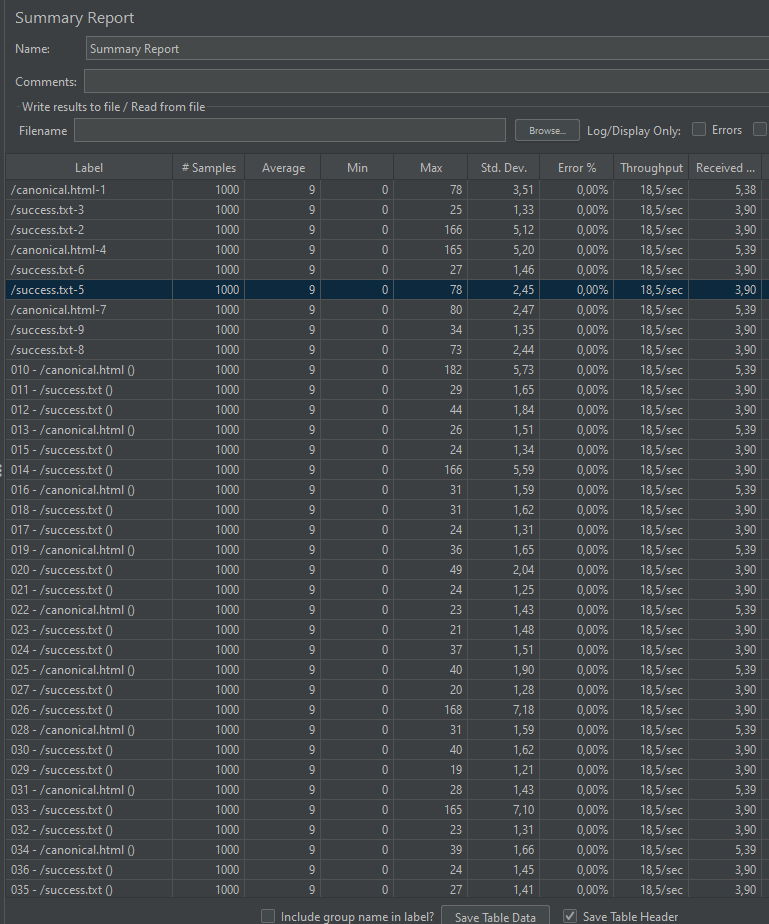 Summary Report
Name: Summary Report
Comments:
Write results to file / Read from file
Filename Browse... Log/Display Only: Errors
Label # Samples Average Min Max Std. Dev. Error % Throughput Received ...
/canonical.html-1 1000 9 0 78 3,51 0,00% 18,5/sec 5,38
/success.txt-3 1000 9 0 25 1,33 0,00% 18,5/sec 3,90
/success.txt-2 1000 9 0 166 5,12 0,00% 18,5/sec 3,90
/canonical.html-4 1000 9 0 165 5,20 0,00% 18,5/sec 5,39
/success.txt-6 1000 9 0 27 1,46 0,00% 18,5/sec 3,90
/success.txt-5 1000 9 0 78 2,45 0,00% 18,5/sec 3,90
/canonical.html-7 1000 9 0 80 2,47 0,00% 18,5/sec 5,39
/success.txt-9 1000 9 0 34 1,35 0,00% 18,5/sec 3,90
/success.txt-8 1000 9 0 73 2,44 0,00% 18,5/sec 3,90
010 - /canonical.html () 1000 9 0 182 5,73 0,00% 18,5/sec 5,39
011 - /success.txt () 1000 9 0 29 1,65 0,00% 18,5/sec 3,90
012 - /success.txt () 1000 9 0 44 1,84 0,00% 18,5/sec 3,90
013 - /canonical.html () 1000 9 0 26 1,51 0,00% 18,5/sec 5,39
015 - /success.txt () 1000 9 0 24 1,34 0,00% 18,5/sec 3,90
014 - /success.txt () 1000 9 0 166 5,59 0,00% 18,5/sec 3,90
016 - /canonical.html () 1000 9 0 31 1,59 0,00% 18,5/sec 5,39
018 - /success.txt () 1000 9 0 31 1,62 0,00% 18,5/sec 3,90
017 - /success.txt () 1000 9 0 24 1,31 0,00% 18,5/sec 3,90
019 - /canonical.html () 1000 9 0 36 1,65 0,00% 18,5/sec 5,39
020 - /success.txt () 1000 9 0 49 2,04 0,00% 18,5/sec 3,90
021 - /success.txt () 1000 9 0 24 1,25 0,00% 18,5/sec 3,90
022 - /canonical.html () 1000 9 0 23 1,43 0,00% 18,5/sec 5,39
023 - /success.txt () 1000 9 0 21 1,48 0,00% 18,5/sec 3,90
024 - /success.txt () 1000 9 0 37 1,51 0,00% 18,5/sec 3,90
025 - /canonical.html () 1000 9 0 40 1,90 0,00% 18,5/sec 5,39
027 - /success.txt () 1000 9 0 20 1,28 0,00% 18,5/sec 3,90
026 - /success.txt () 1000 9 0 168 7,18 0,00% 18,5/sec 3,90
028 - /canonical.html () 1000 9 0 31 1,59 0,00% 18,5/sec 5,39
030 - /success.txt () 1000 9 0 40 1,62 0,00% 18,5/sec 3,90
029 - /success.txt () 1000 9 0 19 1,21 0,00% 18,5/sec 3,90
031 - /canonical.html () 1000 9 0 28 1,43 0,00% 18,5/sec 5,39
033 - /success.txt () 1000 9 0 165 7,10 0,00% 18,5/sec 3,90
032 - /success.txt () 1000 9 0 23 1,31 0,00% 18,5/sec 3,90
034 - /canonical.html () 1000 9 0 39 1,66 0,00% 18,5/sec 5,39
036 - /success.txt () 1000 9 0 24 1,45 0,00% 18,5/sec 3,90
035 - /success.txt () 1000 9 0 27 1,41 0,00% 18,5/sec 3,90
Include group name in label? Save Table Data Save Table Header